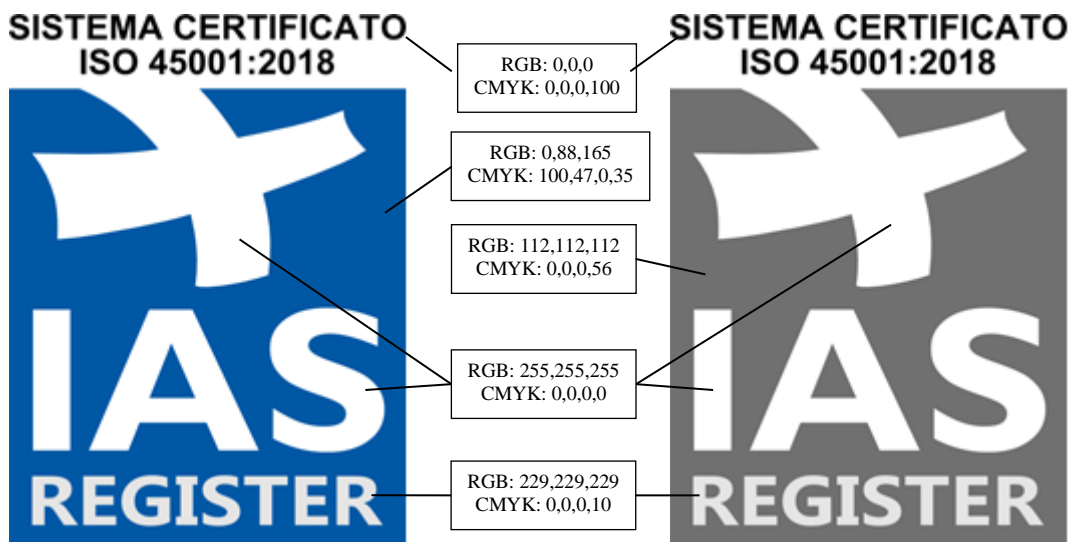 SISTEMA CERTIFICATO
ISO 45001:2018
IAS
REGISTER
RGB: 0,0,0
CMYK: 0,0,0,100
RGB: 0,88,165
CMYK: 100,47,0,35
RGB: 112,112,112
CMYK: 0,0,0,56
RGB: 255,255,255
CMYK: 0,0,0,0
RGB: 229,229,229
CMYK: 0,0,0,10
SISTEMA CERTIFICATO
ISO 45001:2018
IAS
REGISTER